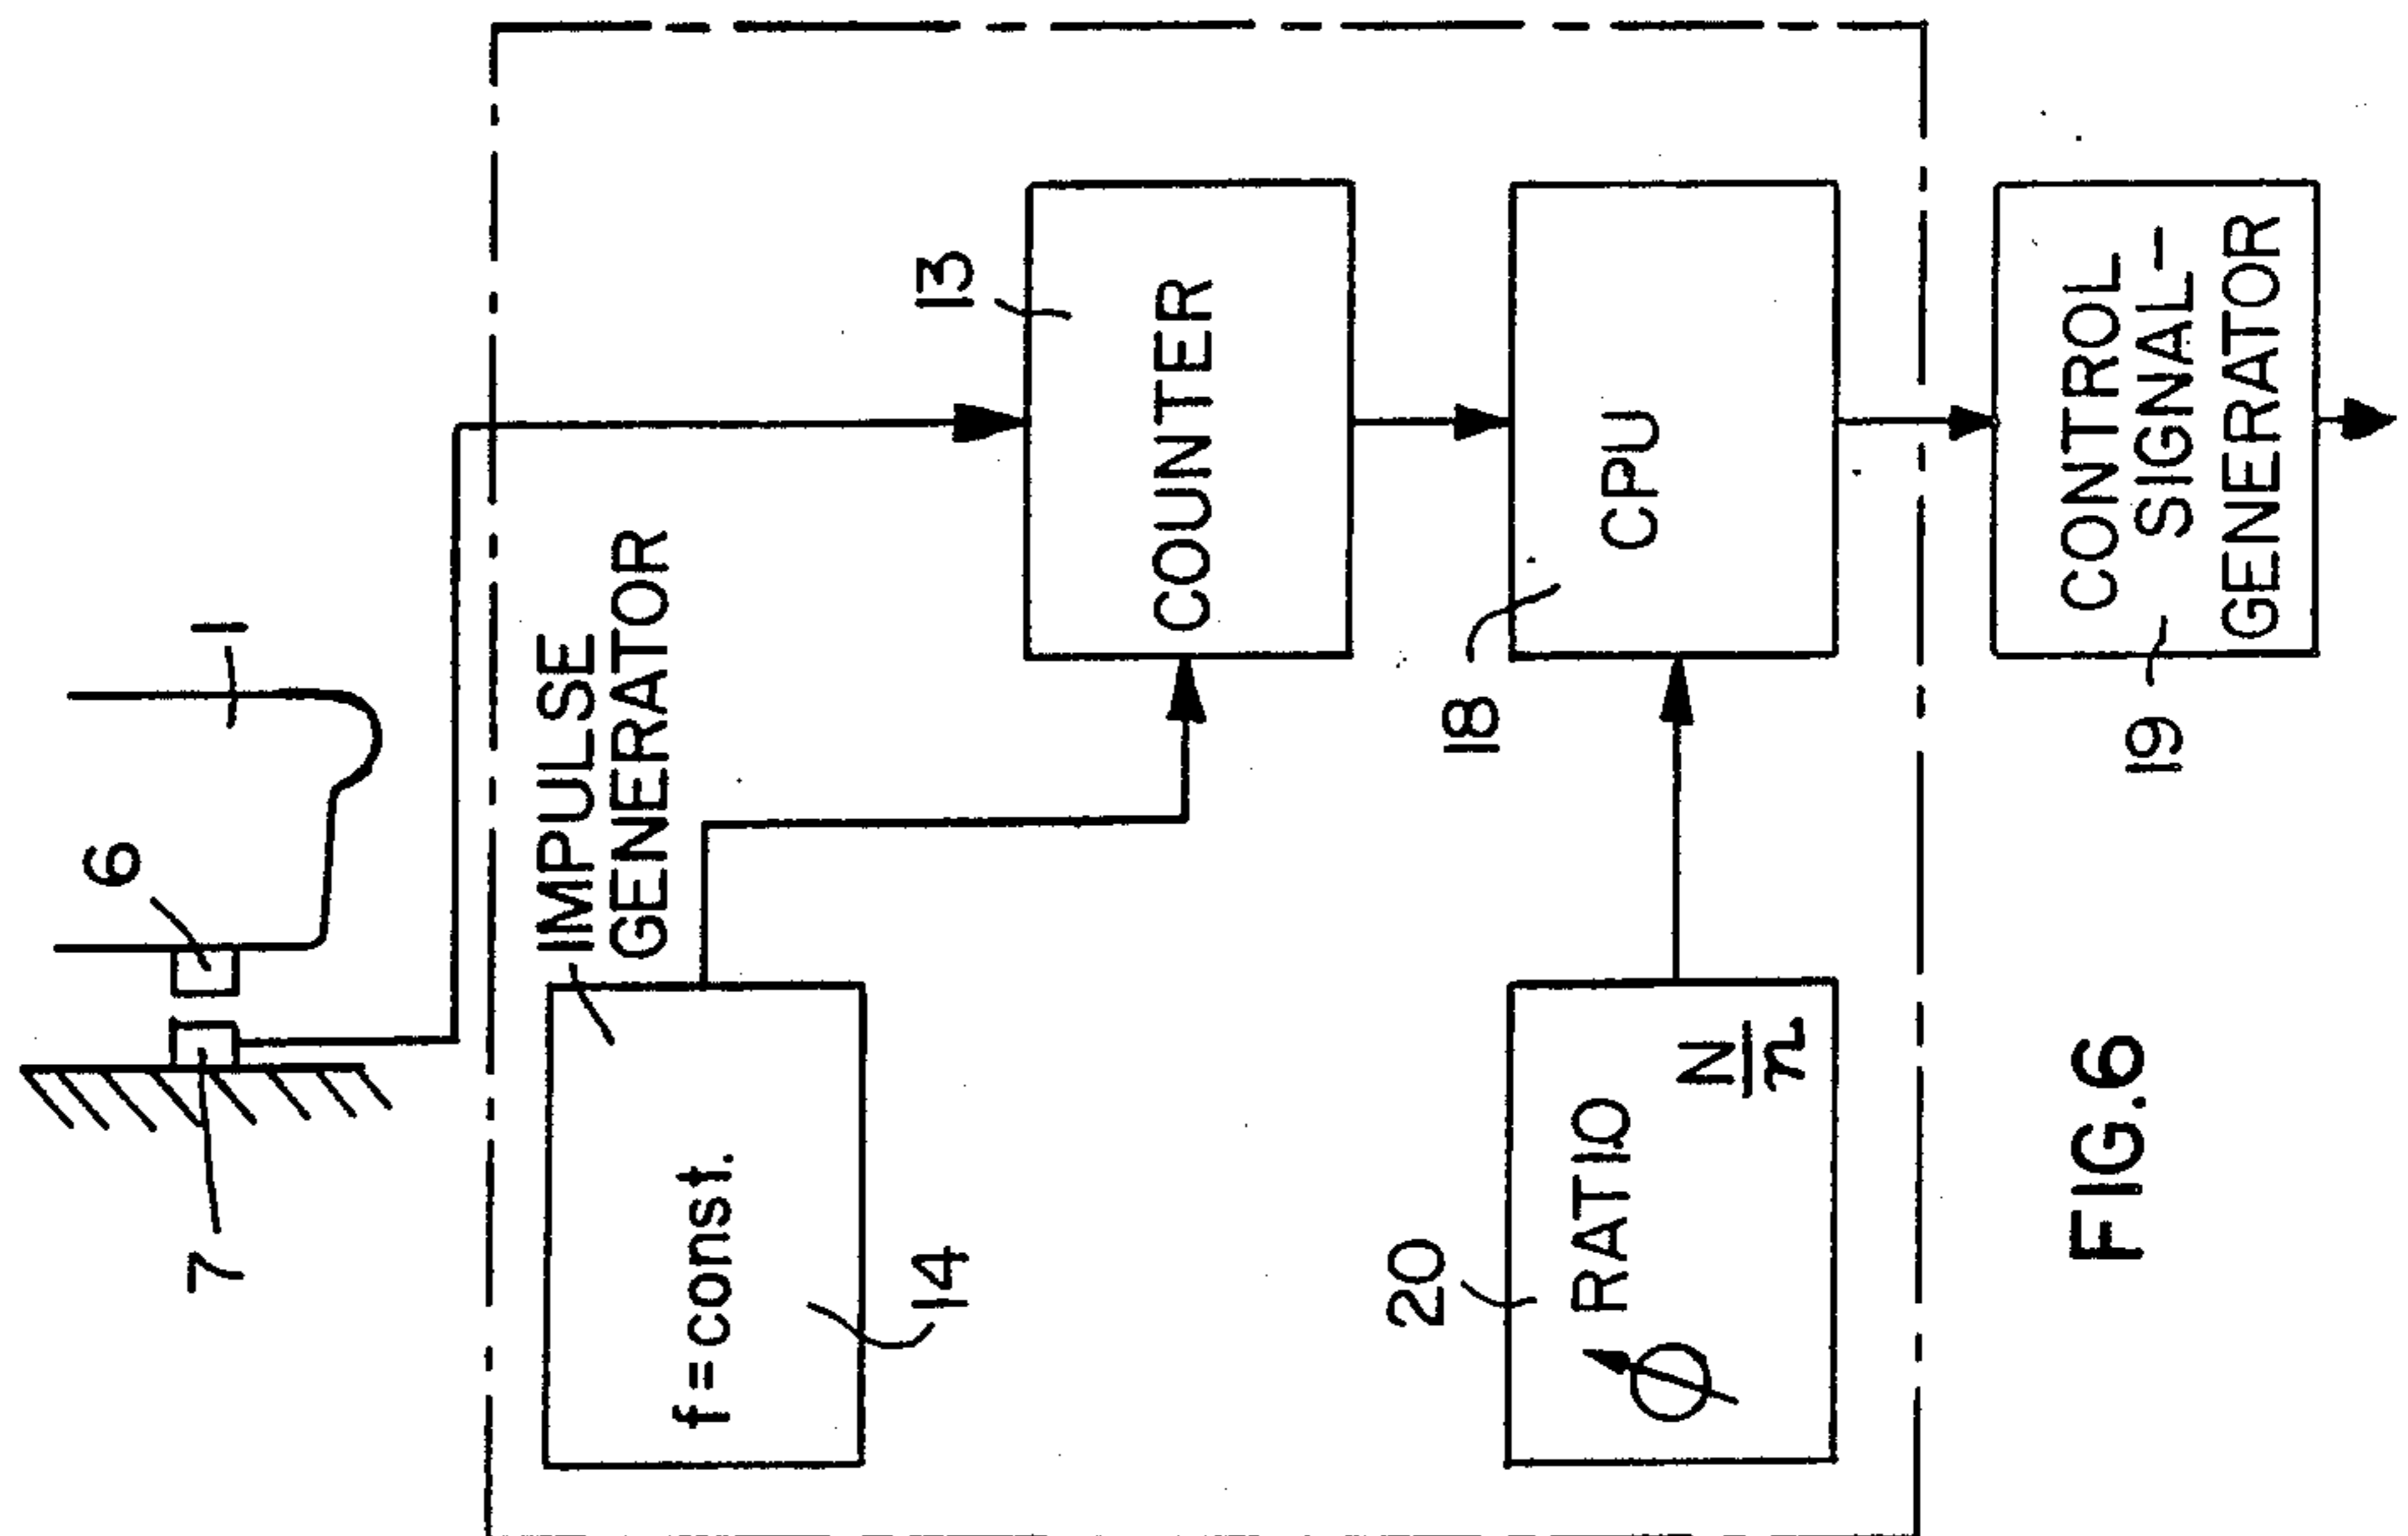 7
6
1
IMPULSE
GENERATOR
f = const.
14
13
COUNTER
20
RATIO
N
n
18
CPU
19
CONTROL
SIGNAL-
GENERATOR
FIG.6